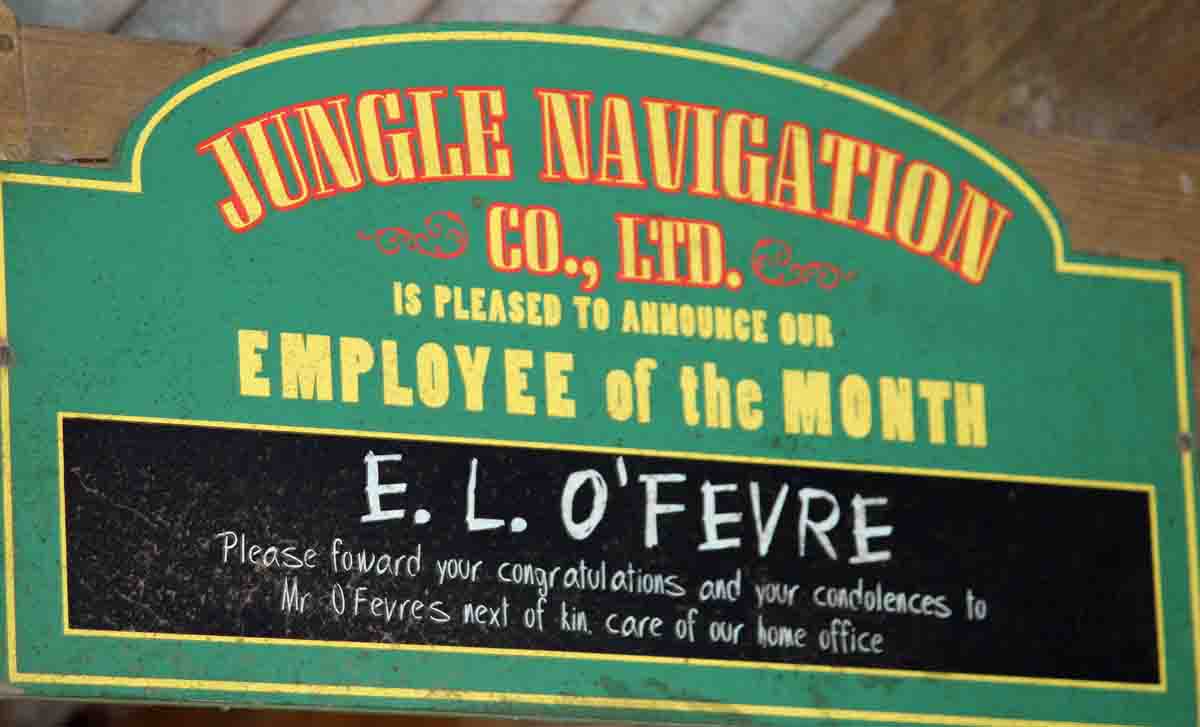 JUNGLE NAVIGATION
CO., LTD.
IS PLEASED TO ANNOUNCE OUR
EMPLOYEE of the MONTH
E. L. O'FEVRE
Please foward your congratulations and your condolences to
Mr O'Fevre's next of kin. care of our home office